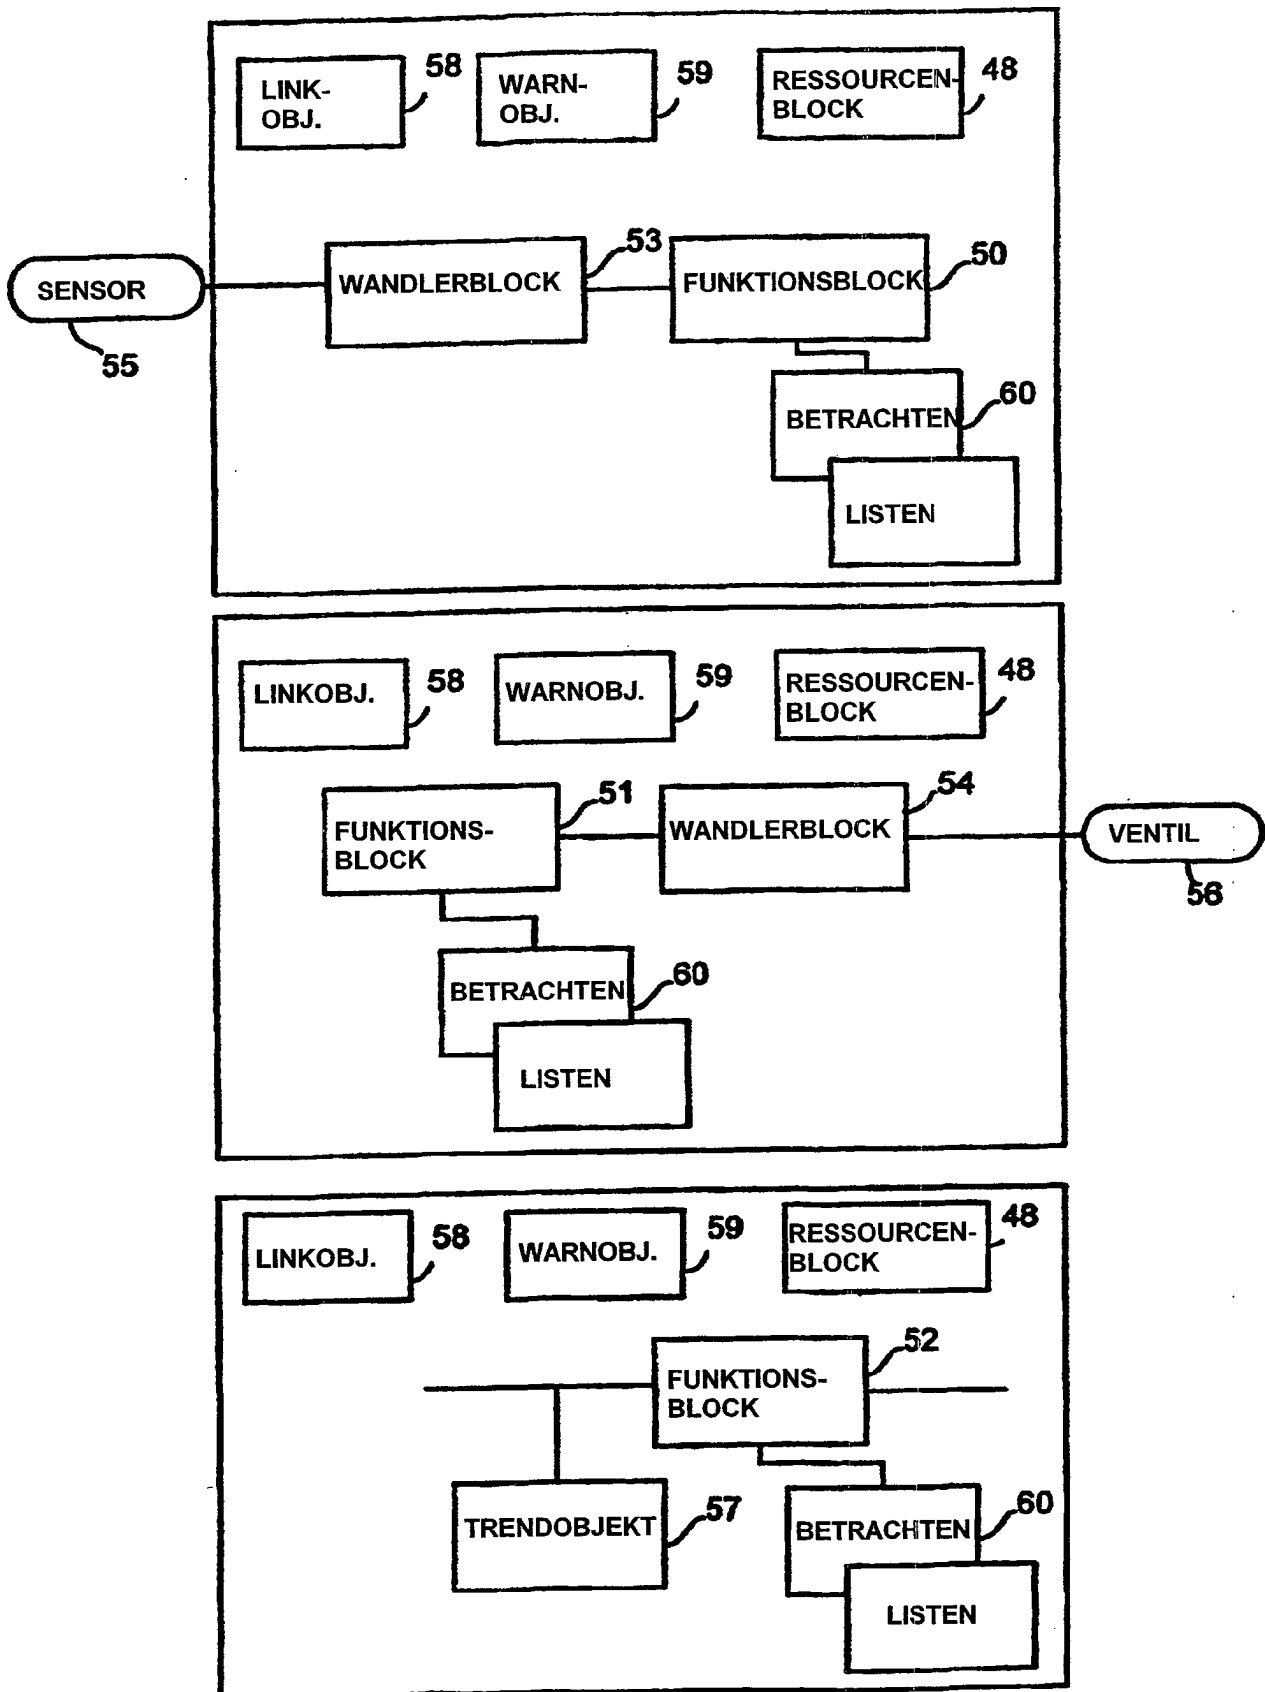 LINK-
OBJ.
58
WARN-
OBJ.
59
RESSOURCEN-
BLOCK
48
SENSOR
55
WANDLERBLOCK
53
FUNKTIONSBLOCK
50
BETRACHTEN
60
LISTEN
LINKOBJ.
58
WARNOBJ.
59
RESSOURCEN-
BLOCK
48
FUNKTIONS-
BLOCK
51
WANDLERBLOCK
54
VENTIL
56
BETRACHTEN
60
LISTEN
LINKOBJ.
58
WARNOBJ.
59
RESSOURCEN-
BLOCK
48
FUNKTIONS-
BLOCK
52
TRENDOBJEKT
57
BETRACHTEN
60
LISTEN